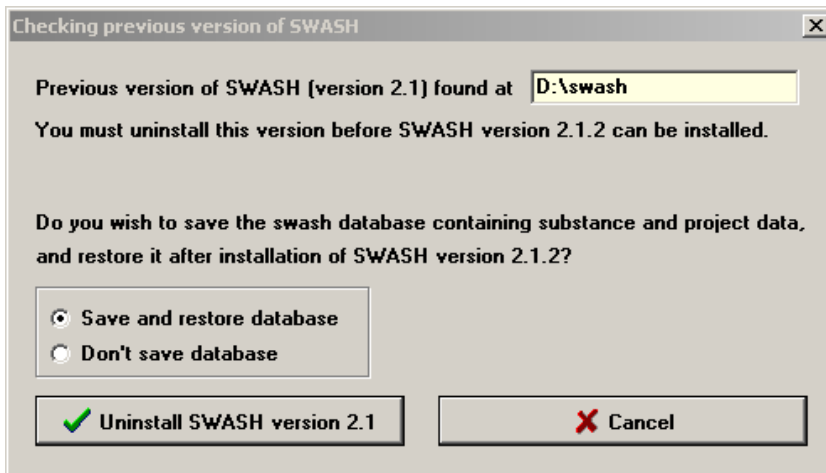 Checking previous version of SWASH
Previous version of SWASH (version 2.1) found at D:\swash
You must uninstall this version before SWASH version 2.1.2 can be installed.
Do you wish to save the swash database containing substance and project data,
and restore it after installation of SWASH version 2.1.2?
Save and restore database
Don't save database
Uninstall SWASH version 2.1 Cancel